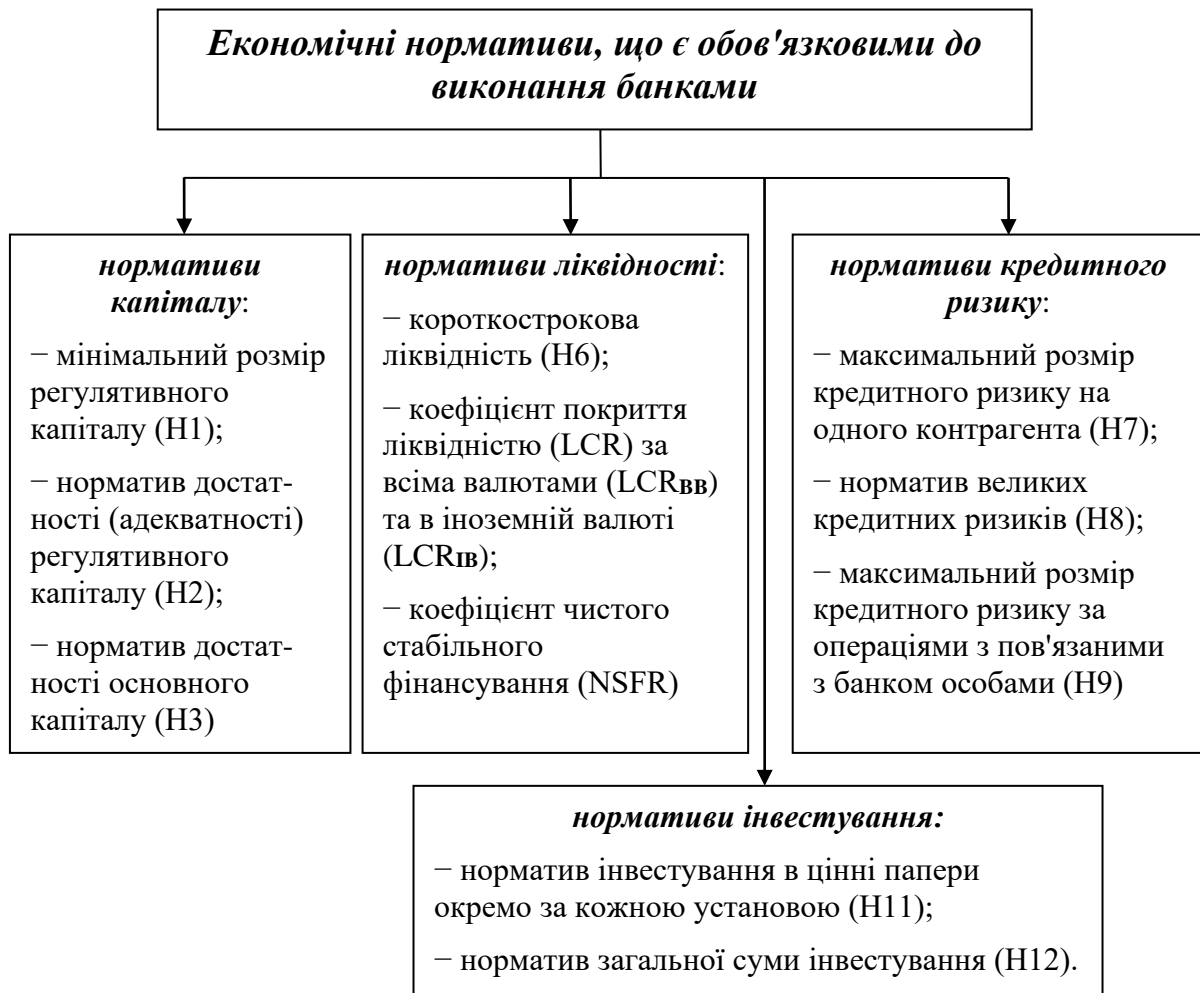 Економічні нормативи, що є обов'язковими до
виконання банками
нормативи
капіталу:
− мінімальний розмір
регулятивного
капіталу (Н1);
− норматив достат-
ності (адекватності)
регулятивного
капіталу (Н2);
− норматив достат-
ності основного
капіталу (Н3)
нормативи ліквідності:
− короткострокова
ліквідність (Н6);
− коефіцієнт покриття
ліквідністю (LCR) за
всіма валютами (LCRВВ)
та в іноземній валюті
(LCRІВ);
− коефіцієнт чистого
стабільного
фінансування (NSFR)
нормативи кредитного
ризику:
− максимальний розмір
кредитного ризику на
одного контрагента (Н7);
− норматив великих
кредитних ризиків (Н8);
− максимальний розмір
кредитного ризику за
операціями з пов'язаними
з банком особами (Н9)
нормативи інвестування:
− норматив інвестування в цінні папери
окремо за кожною установою (Н11);
− норматив загальної суми інвестування (Н12).